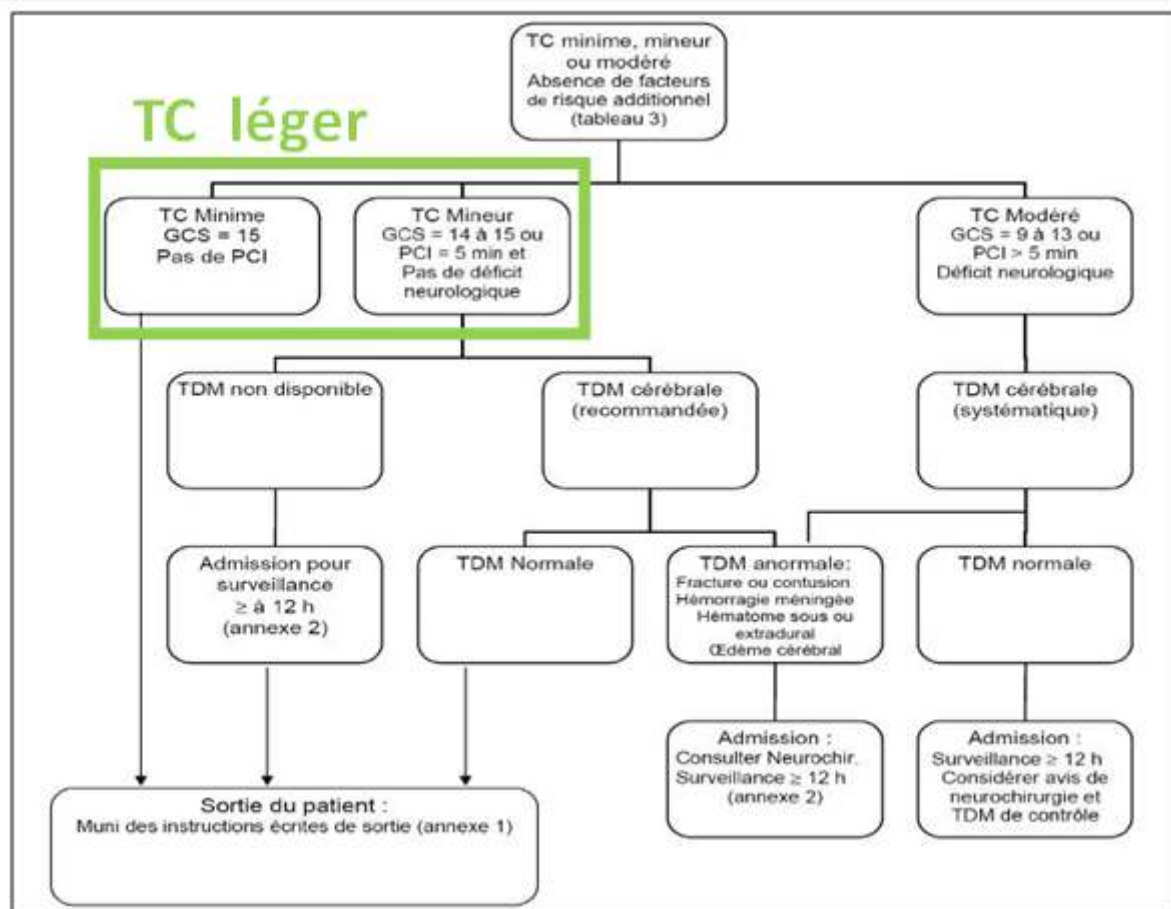 TC minime, mineur
ou modéré
Absence de facteurs
de risque additionnel
(tableau 3)
TC léger
TC Minime
GCS = 15
Pas de PCI
TC Mineur
GCS = 14 à 15 ou
PCI = 5 min et
Pas de déficit
neurologique
TC Modéré
GCS = 9 à 13 ou
PCI > 5 min
Déficit neurologique
TDM non disponible
TDM cérébrale
(recommandée)
TDM cérébrale
(systématique)
Admission pour
surveillance
≥ à 12 h
(annexe 2)
TDM Normale
TDM anormale:
Fracture ou contusion
Hémorragie méningée
Hématome sous ou
extradural
Œdème cérébral
TDM normale
Admission :
Consulter Neurochir.
Surveillance ≥ 12 h
(annexe 2)
Admission :
Surveillance ≥ 12 h
Considérer avis de
neurochirurgie et
TDM de contrôle
Sortie du patient :
Muni des instructions écrites de sortie (annexe 1)